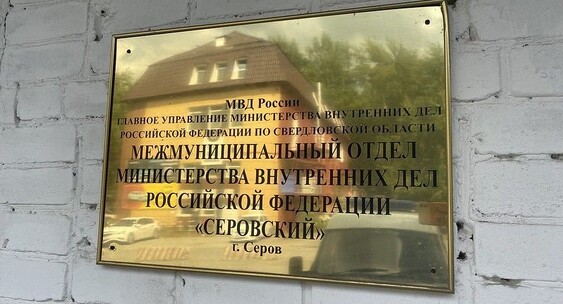 МВД России
ГЛАВНОЕ УПРАВЛЕНИЕ МИНИСТЕРСТВА ВНУТРЕННИХ ДЕЛ
РОССИЙСКОЙ ФЕДЕРАЦИИ ПО СВЕРДЛОВСКОЙ ОБЛАСТИ
МЕЖМУНИЦИПАЛЬНЫЙ ОТДЕЛ
МИНИСТЕРСТВА ВНУТРЕННИХ ДЕЛ
РОССИЙСКОЙ ФЕДЕРАЦИИ
«СЕРОВСКИЙ»
г. Серов